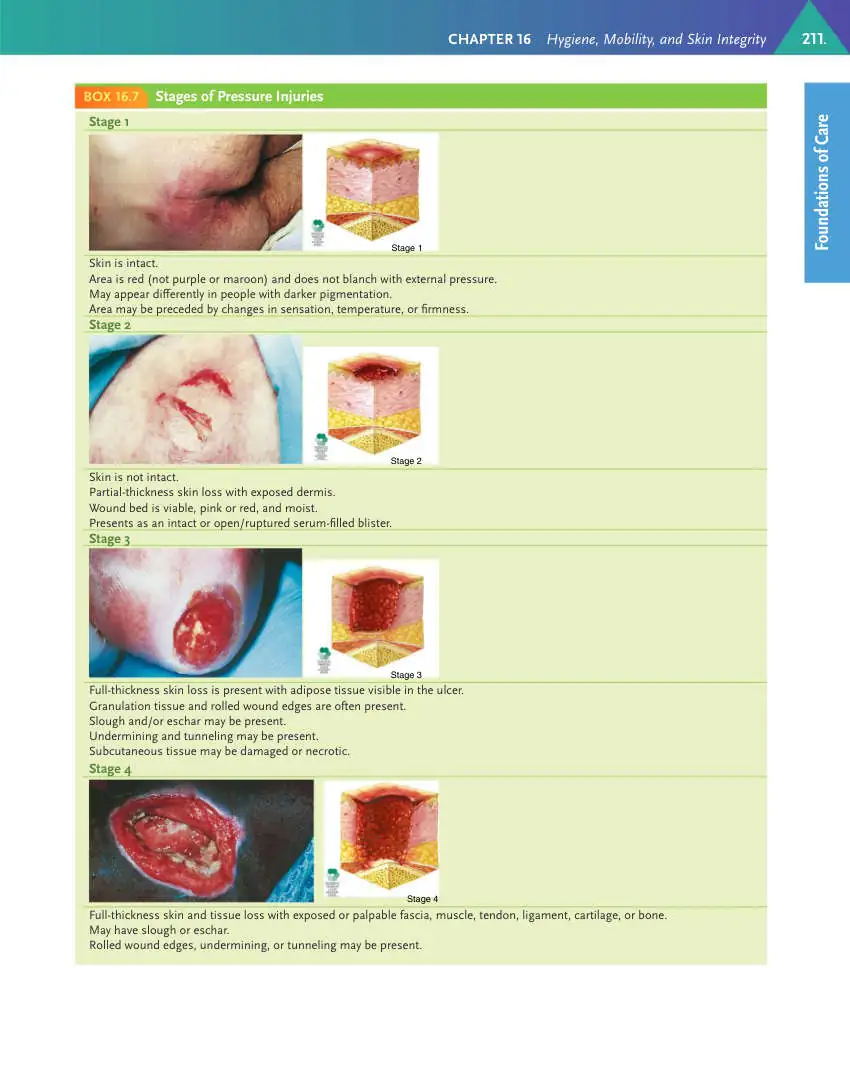 CHAPTER 16 Hygiene, Mobility, and Skin Integrity 211.
Foundations of Care
BOX 16.7 Stages of Pressure Injuries
Stage 1
Stage 1
Skin is intact.
Area is red (not purple or maroon) and does not blanch with external pressure.
May appear differently in people with darker pigmentation.
Area may be preceded by changes in sensation, temperature, or firmness.
Stage 2
Stage 2
Skin is not intact.
Partial-thickness skin loss with exposed dermis.
Wound bed is viable, pink or red, and moist.
Presents as an intact or open/ruptured serum-filled blister.
Stage 3
Stage 3
Full-thickness skin loss is present with adipose tissue visible in the ulcer.
Granulation tissue and rolled wound edges are often present.
Slough and/or eschar may be present.
Undermining and tunneling may be present.
Subcutaneous tissue may be damaged or necrotic.
Stage 4
Stage 4
Full-thickness skin and tissue loss with exposed or palpable fascia, muscle, tendon, ligament, cartilage, or bone.
May have slough or eschar.
Rolled wound edges, undermining, or tunneling may be present.